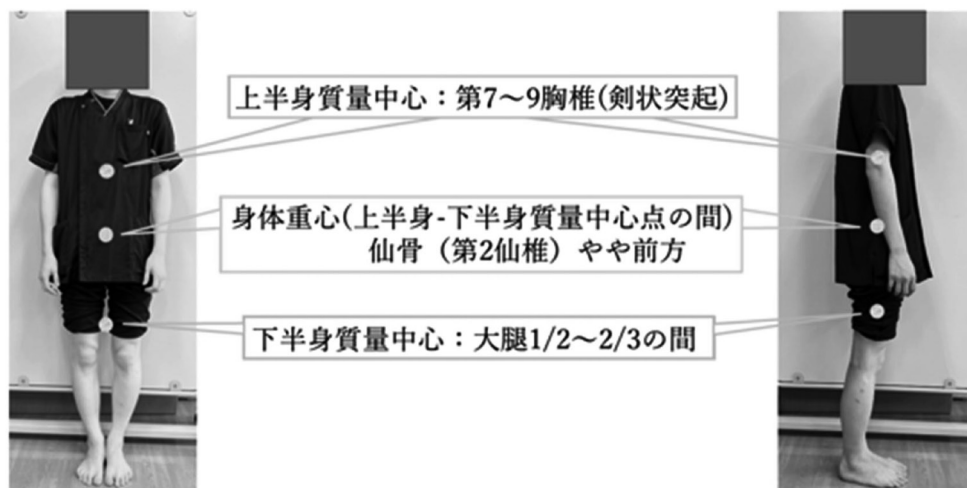 上半身質量中心：第7〜9胸椎(剣状突起)
身体重心(上半身-下半身質量中心点の間)
仙骨（第2仙椎）やや前方
下半身質量中心：大腿1/2〜2/3の間